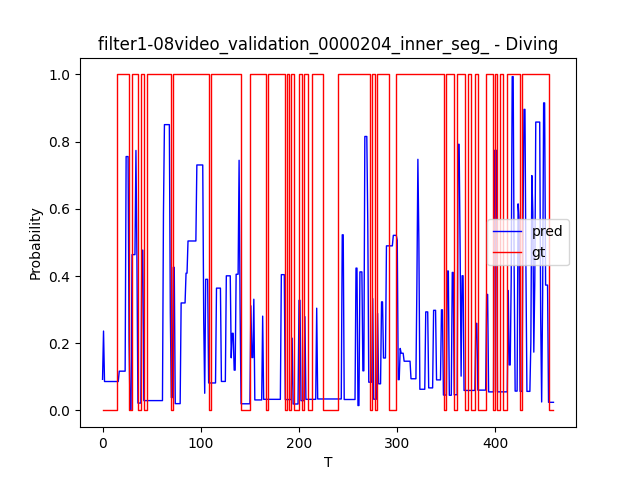 filter1-08video_validation_0000204_inner_seg_ - Diving
1.0
0.8
0.6
0.4
0.2
0.0
Probability
pred
gt
0
100
200
300
400
T